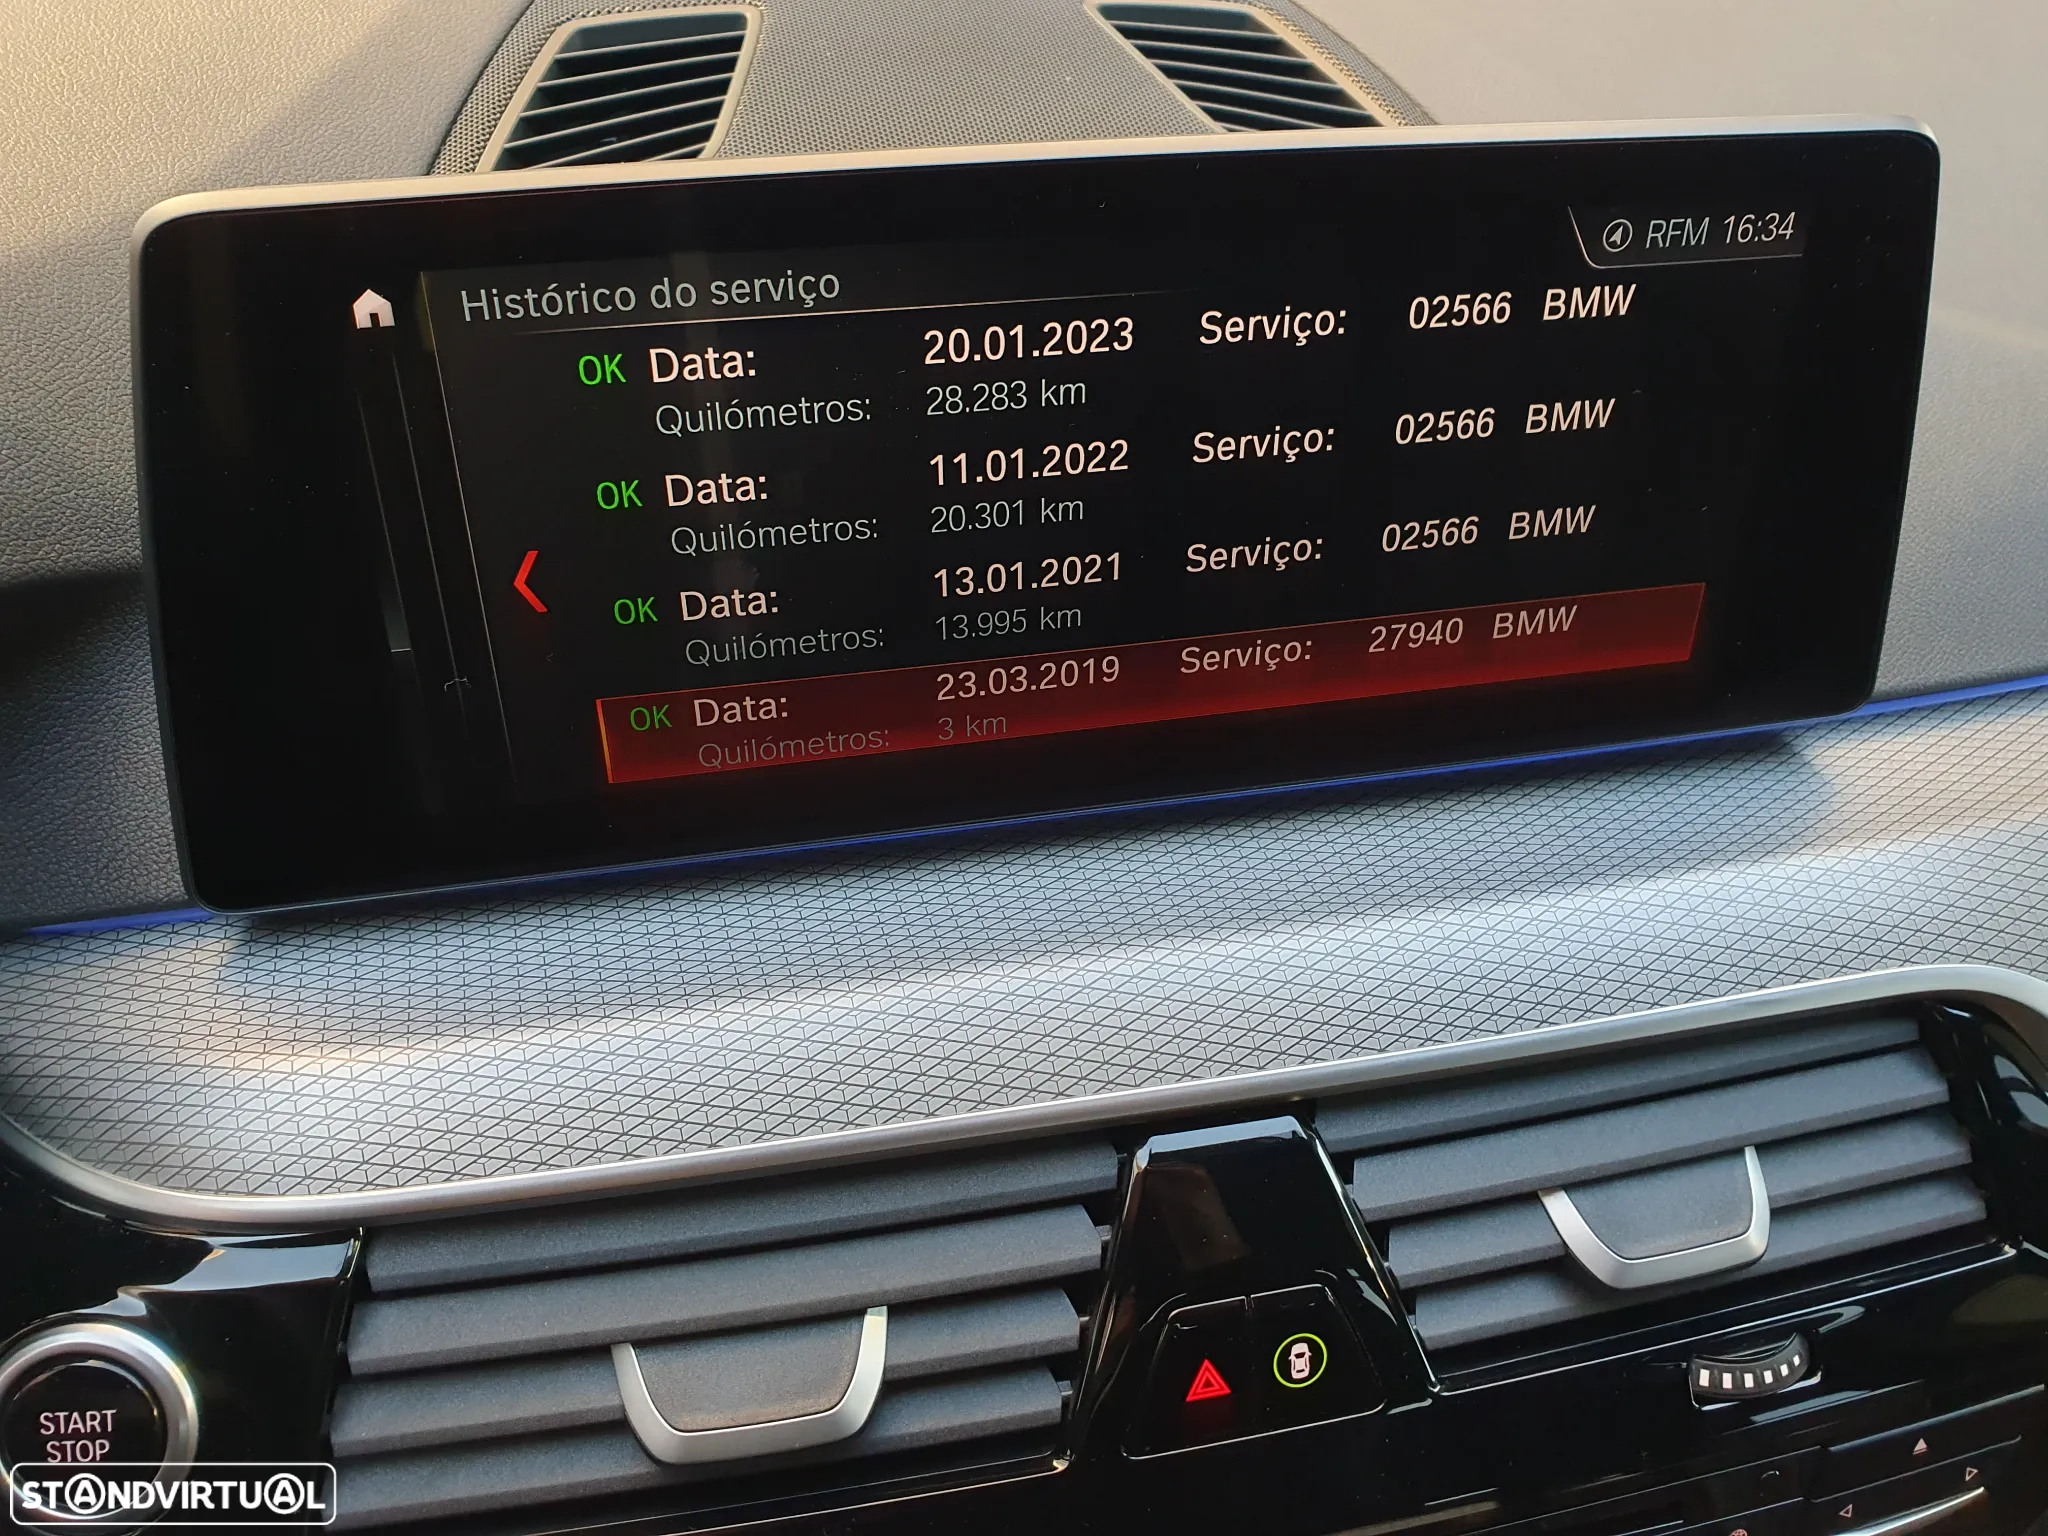 RFM 16:34
Histórico do serviço
OK Data: 20.01.2023 Serviço: 02566 BMW
Quilómetros: 28.283 km
OK Data: 11.01.2022 Serviço: 02566 BMW
Quilómetros: 20.301 km
OK Data: 13.01.2021 Serviço: 02566 BMW
Quilómetros: 13.995 km
OK Data: 23.03.2019 Serviço: 27940 BMW
Quilómetros: 3 km
START
STOP
STANDVIRTUAL